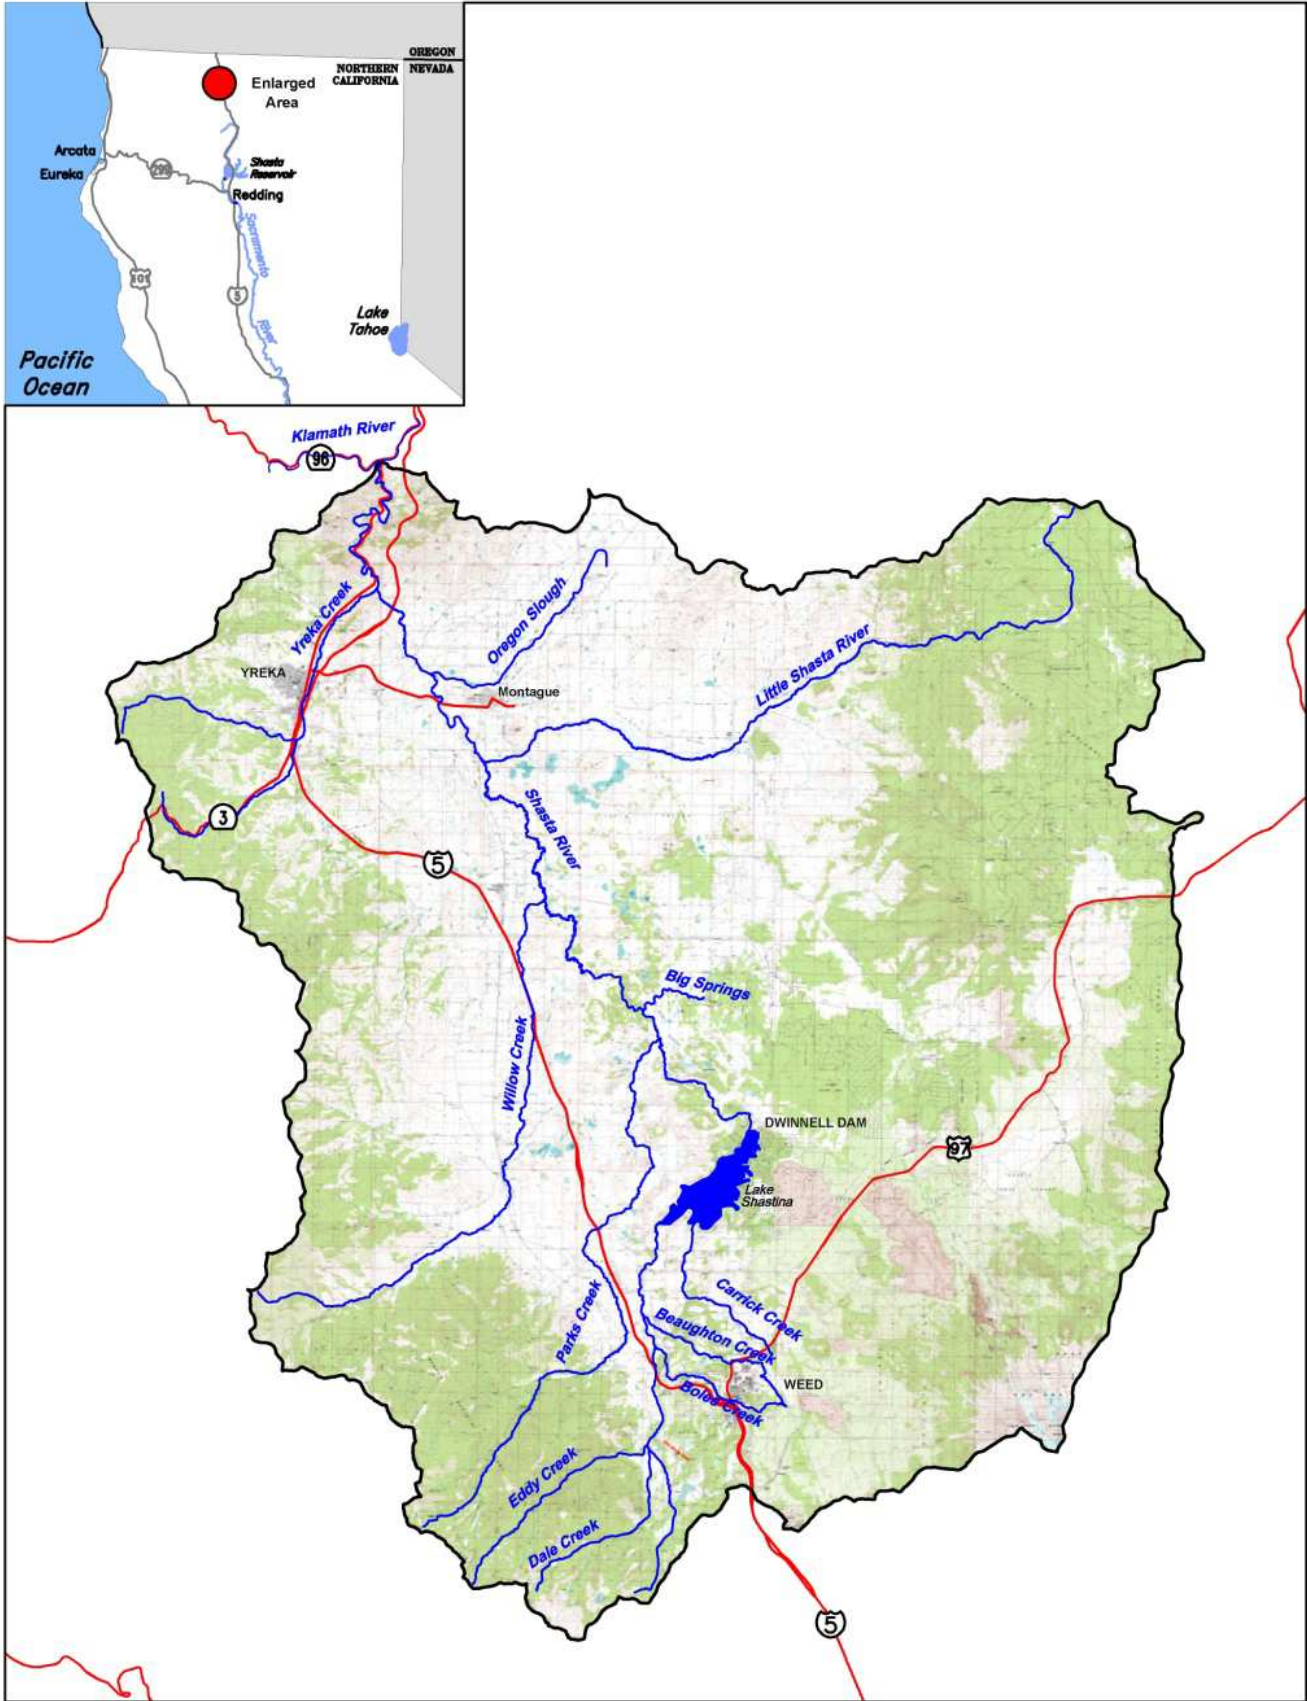 OREGON
NORTHERN
CALIFORNIA
NEVADA
Enlarged
Area
Arcata
Eureka
299
Shasta
Reservoir
Redding
Sacramento
River
101
5
Lake
Tahoe
Pacific
Ocean
Klamath River
96
Yreka Creek
Oregon Slough
Little Shasta River
YREKA
Montague
3
Shasta River
5
Big Springs
Willow Creek
DWINNELL DAM
97
Lake
Shastina
Carrick Creek
Parks Creek
Beaughton Creek
WEED
Boles Creek
Eddy Creek
Dale Creek
5